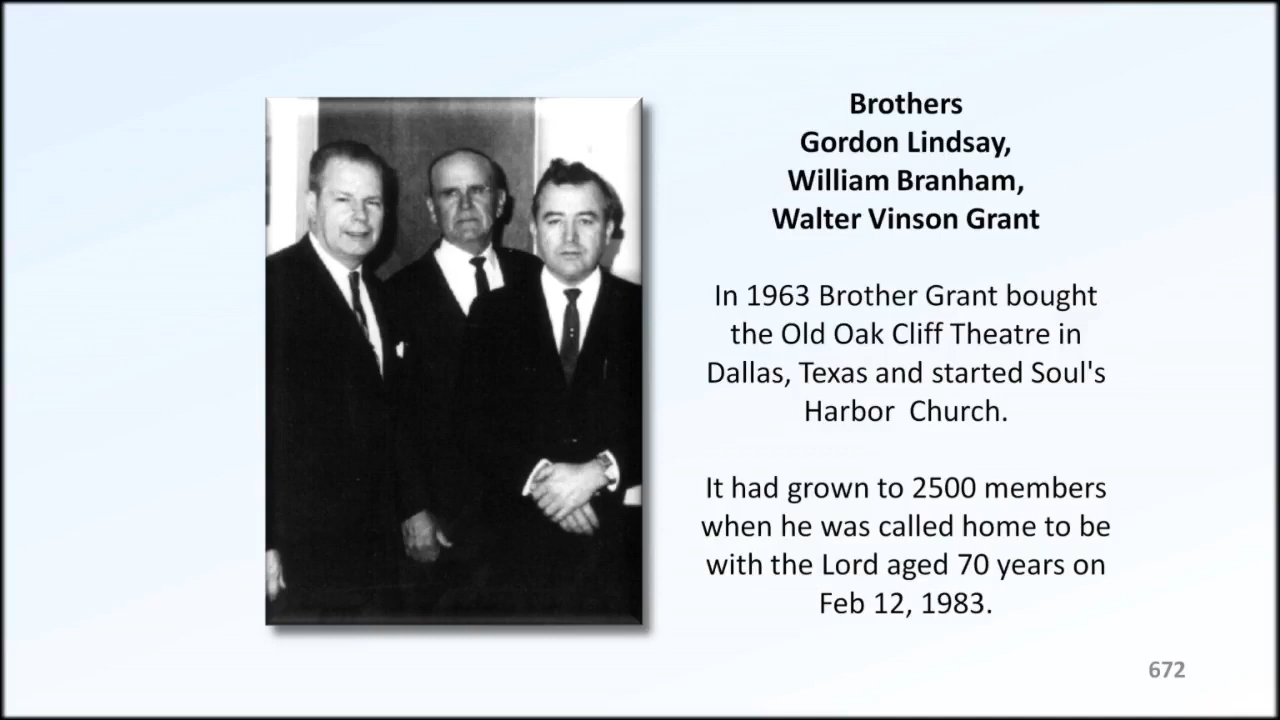 Brothers
Gordon Lindsay,
William Branham,
Walter Vinson Grant
In 1963 Brother Grant bought
the Old Oak Cliff Theatre in
Dallas, Texas and started Soul's
Harbor  Church.
It had grown to 2500 members
when he was called home to be
with the Lord aged 70 years on
Feb 12, 1983.
672